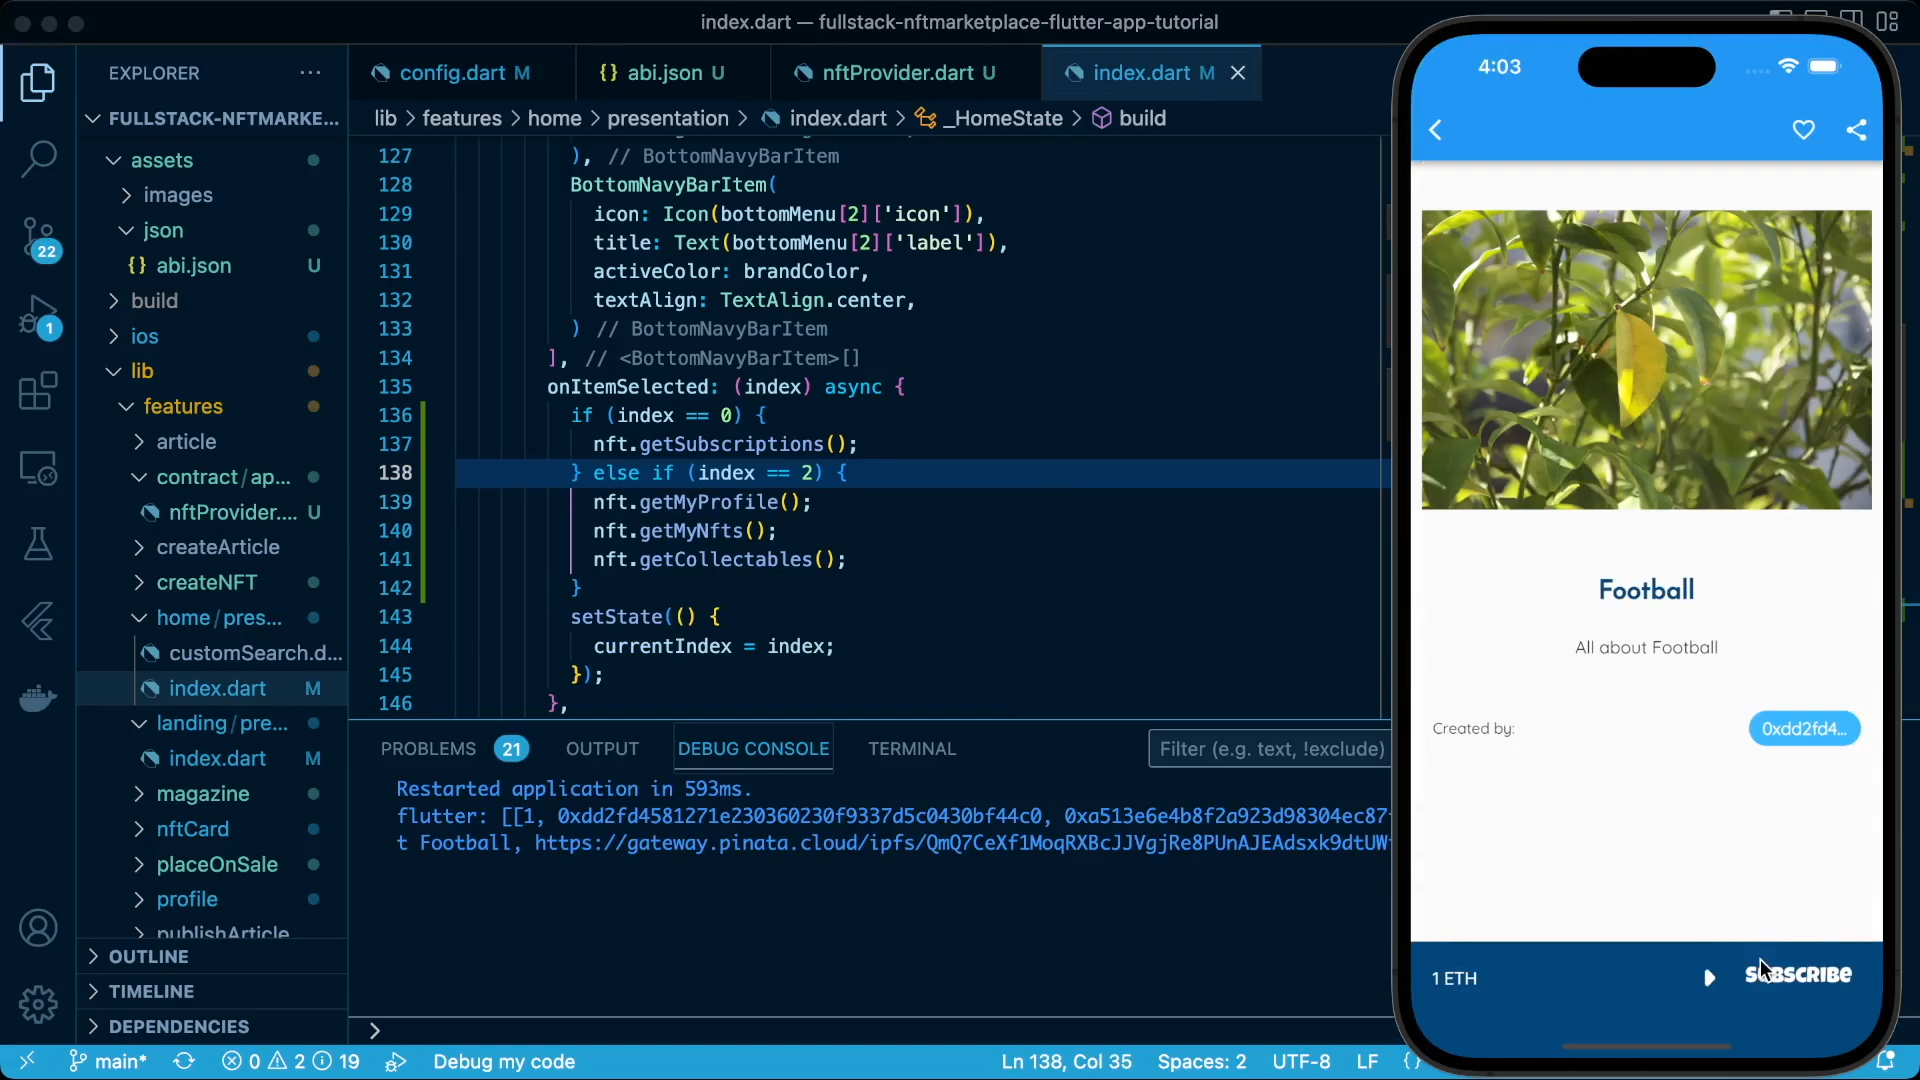 index.dart — fullstack-nftmarketplace-flutter-app-tutorial
EXPLORER
FULLSTACK-NFTMARKE...
assets
images
json
{} abi.json U
build
ios
lib
features
article
contract/ap...
nftProvider.... U
createArticle
createNFT
home/pres...
customSearch.d...
index.dart M
landing/pre...
index.dart M
magazine
nftCard
placeOnSale
profile
publishArticle
OUTLINE
TIMELINE
DEPENDENCIES
22
1
config.dart M
{} abi.json U
nftProvider.dart U
index.dart M
lib > features > home > presentation > index.dart > _HomeState > build
127 ), // BottomNavyBarItem
128 BottomNavyBarItem(
129 icon: Icon(bottomMenu[2]['icon']),
130 title: Text(bottomMenu[2]['label']),
131 activeColor: brandColor,
132 textAlign: TextAlign.center,
133 ) // BottomNavyBarItem
134 ], // <BottomNavyBarItem>[]
135 onItemSelected: (index) async {
136 if (index == 0) {
137 nft.getSubscriptions();
138 } else if (index == 2) {
139 nft.getMyProfile();
140 nft.getMyNfts();
141 nft.getCollectables();
142 }
143 setState(() {
144 currentIndex = index;
145 });
146 },
PROBLEMS 21 OUTPUT DEBUG CONSOLE TERMINAL Filter (e.g. text, !exclude)
Restarted application in 593ms.
flutter: [[1, 0xdd2fd4581271e230360230f9337d5c0430bf44c0, 0xa513e6e4b8f2a923d98304ec87
t Football, https://gateway.pinata.cloud/ipfs/QmQ7CeXf1MoqRXBcJJVgjRe8PUnAJEAdsxk9dtUW
>
main* 0 2 19 Debug my code Ln 138, Col 35 Spaces: 2 UTF-8 LF {}
4:03
Football
All about Football
Created by: 0xdd2fd4...
1 ETH SUBSCRIBE